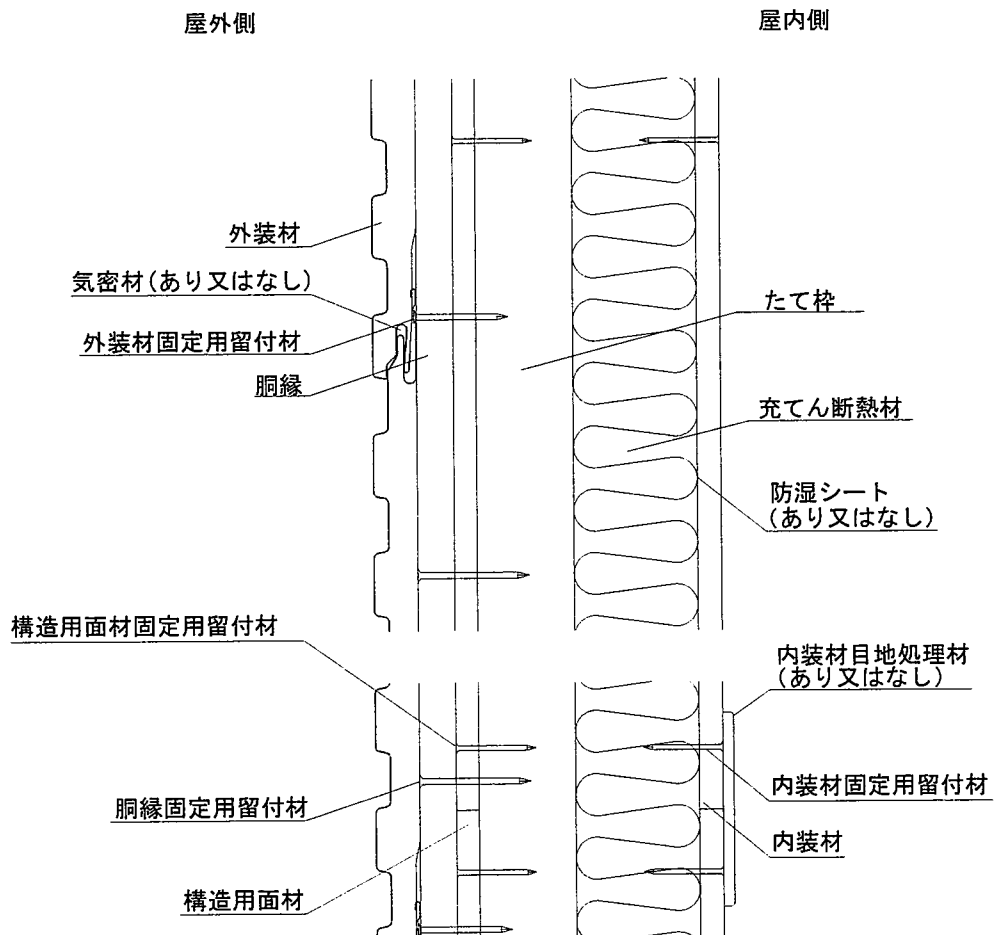 屋外側
屋内側
外装材
気密材(あり又はなし)
外装材固定用留付材
胴縁
たて枠
充てん断熱材
防湿シート
(あり又はなし)
構造用面材固定用留付材
内装材目地処理材
(あり又はなし)
胴縁固定用留付材
内装材固定用留付材
内装材
構造用面材